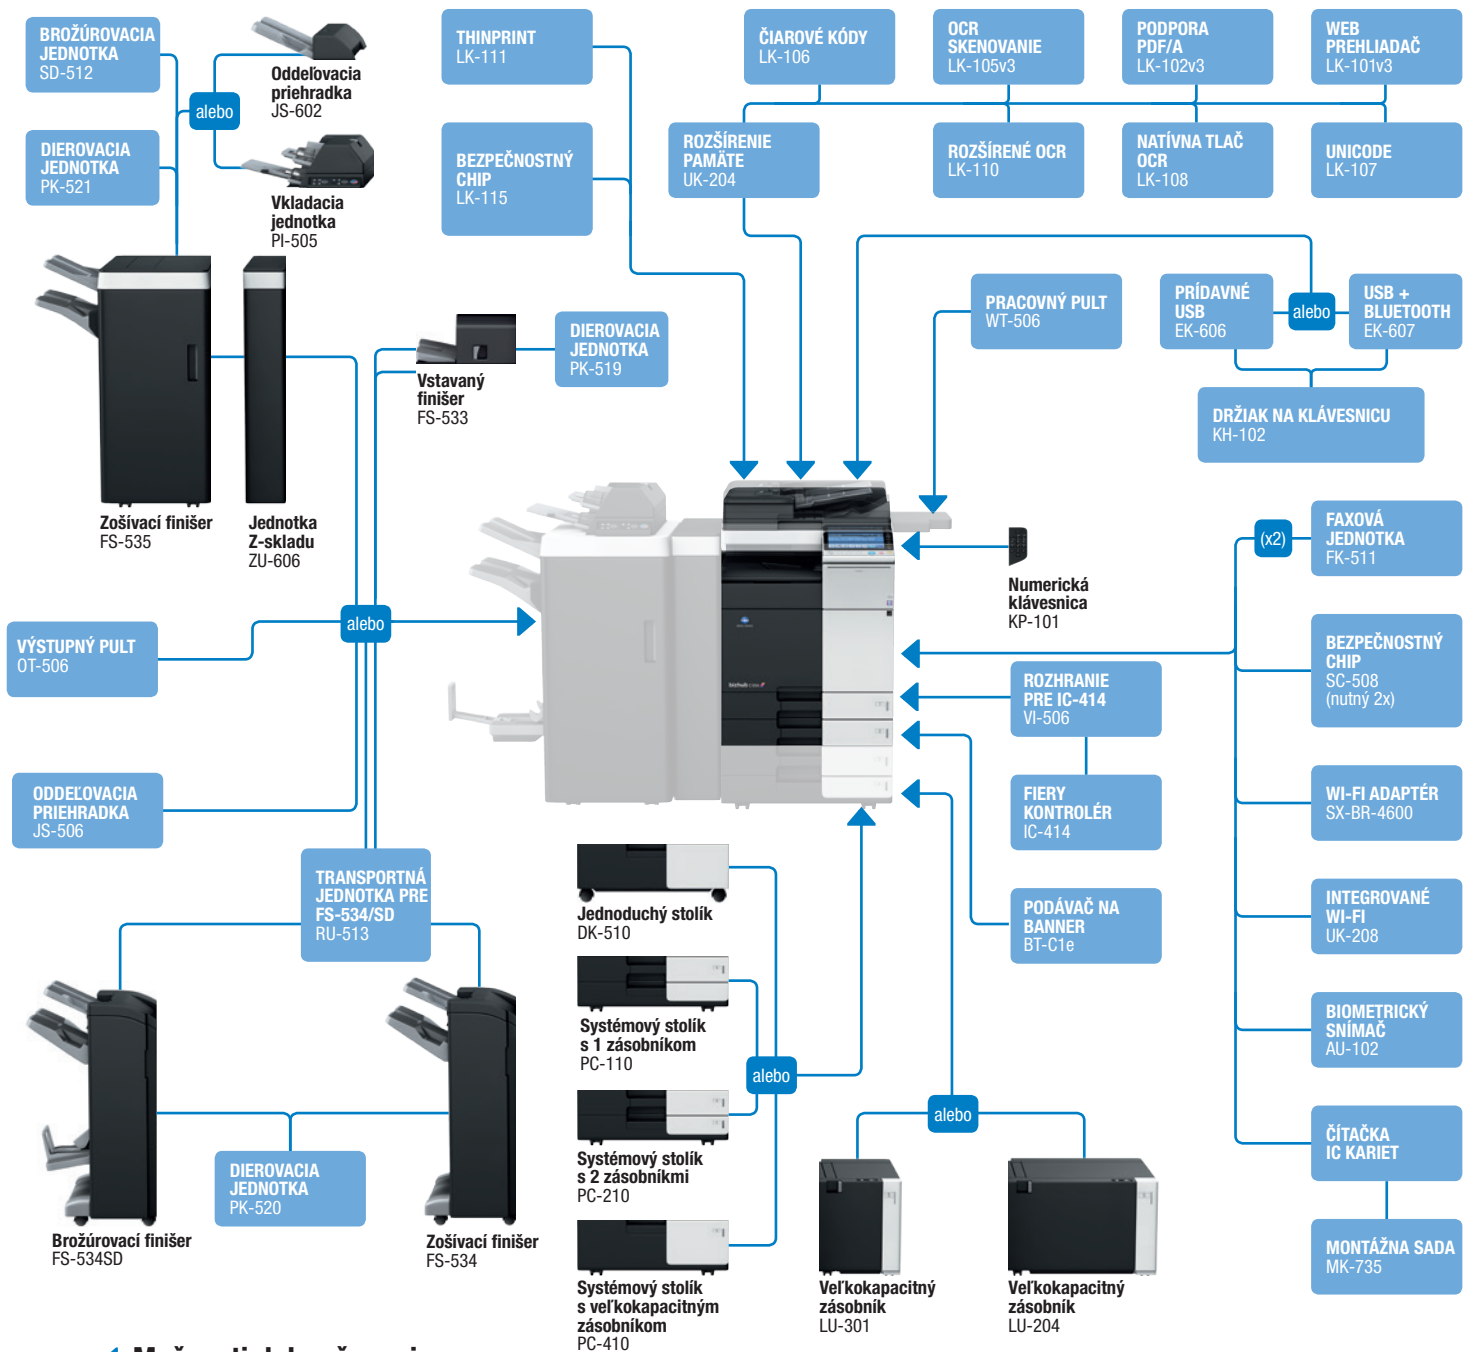 BROŽÚROVACIA
JEDNOTKA
SD-512
Oddeľovacia
priehradka
JS-602
alebo
DIEROVACIA
JEDNOTKA
PK-521
Vkladacia
jednotka
PI-505
THINPRINT
LK-111
BEZPEČNOSTNÝ
CHIP
LK-115
ČIAROVÉ KÓDY
LK-106
OCR
SKENOVANIE
LK-105v3
PODPORA
PDF/A
LK-102v3
WEB
PREHLIADAČ
LK-101v3
ROZŠÍRENIE
PAMÄTE
UK-204
ROZŠÍRENÉ OCR
LK-110
NATÍVNA TLAČ
OCR
LK-108
UNICODE
LK-107
Zošívací finišer
FS-535
Jednotka
Z-skladu
ZU-606
Vstavaný
finišer
FS-533
DIEROVACIA
JEDNOTKA
PK-519
PRACOVNÝ PULT
WT-506
PRÍDAVNÉ
USB
EK-606
alebo
USB +
BLUETOOTH
EK-607
DRŽIAK NA KLÁVESNICU
KH-102
Numerická
klávesnica
KP-101
(x2)
FAXOVÁ
JEDNOTKA
FK-511
alebo
VÝSTUPNÝ PULT
OT-506
BEZPEČNOSTNÝ
CHIP
SC-508
(nutný 2x)
ROZHRANIE
PRE IC-414
VI-506
bizhub
ODDEĽOVACIA
PRIEHRADKA
JS-506
FIERY
KONTROLÉR
IC-414
WI-FI ADAPTÉR
SX-BR-4600
TRANSPORTNÁ
JEDNOTKA PRE
FS-534/SD
RU-513
Jednoduchý stolík
DK-510
PODÁVAČ NA
BANNER
BT-C1e
INTEGROVANÉ
WI-FI
UK-208
Systémový stolík
s 1 zásobníkom
PC-110
BIOMETRICKÝ
SNÍMAČ
AU-102
alebo
alebo
DIEROVACIA
JEDNOTKA
PK-520
Systémový stolík
s 2 zásobníkmi
PC-210
ČÍTAČKA
IC KARIET
Brožúrovací finišer
FS-534SD
Zošívací finišer
FS-534
MONTÁŽNA SADA
MK-735
Systémový stolík
s veľkokapacitným
zásobníkom
PC-410
Veľkokapacitný
zásobník
LU-301
Veľkokapacitný
zásobník
LU-204